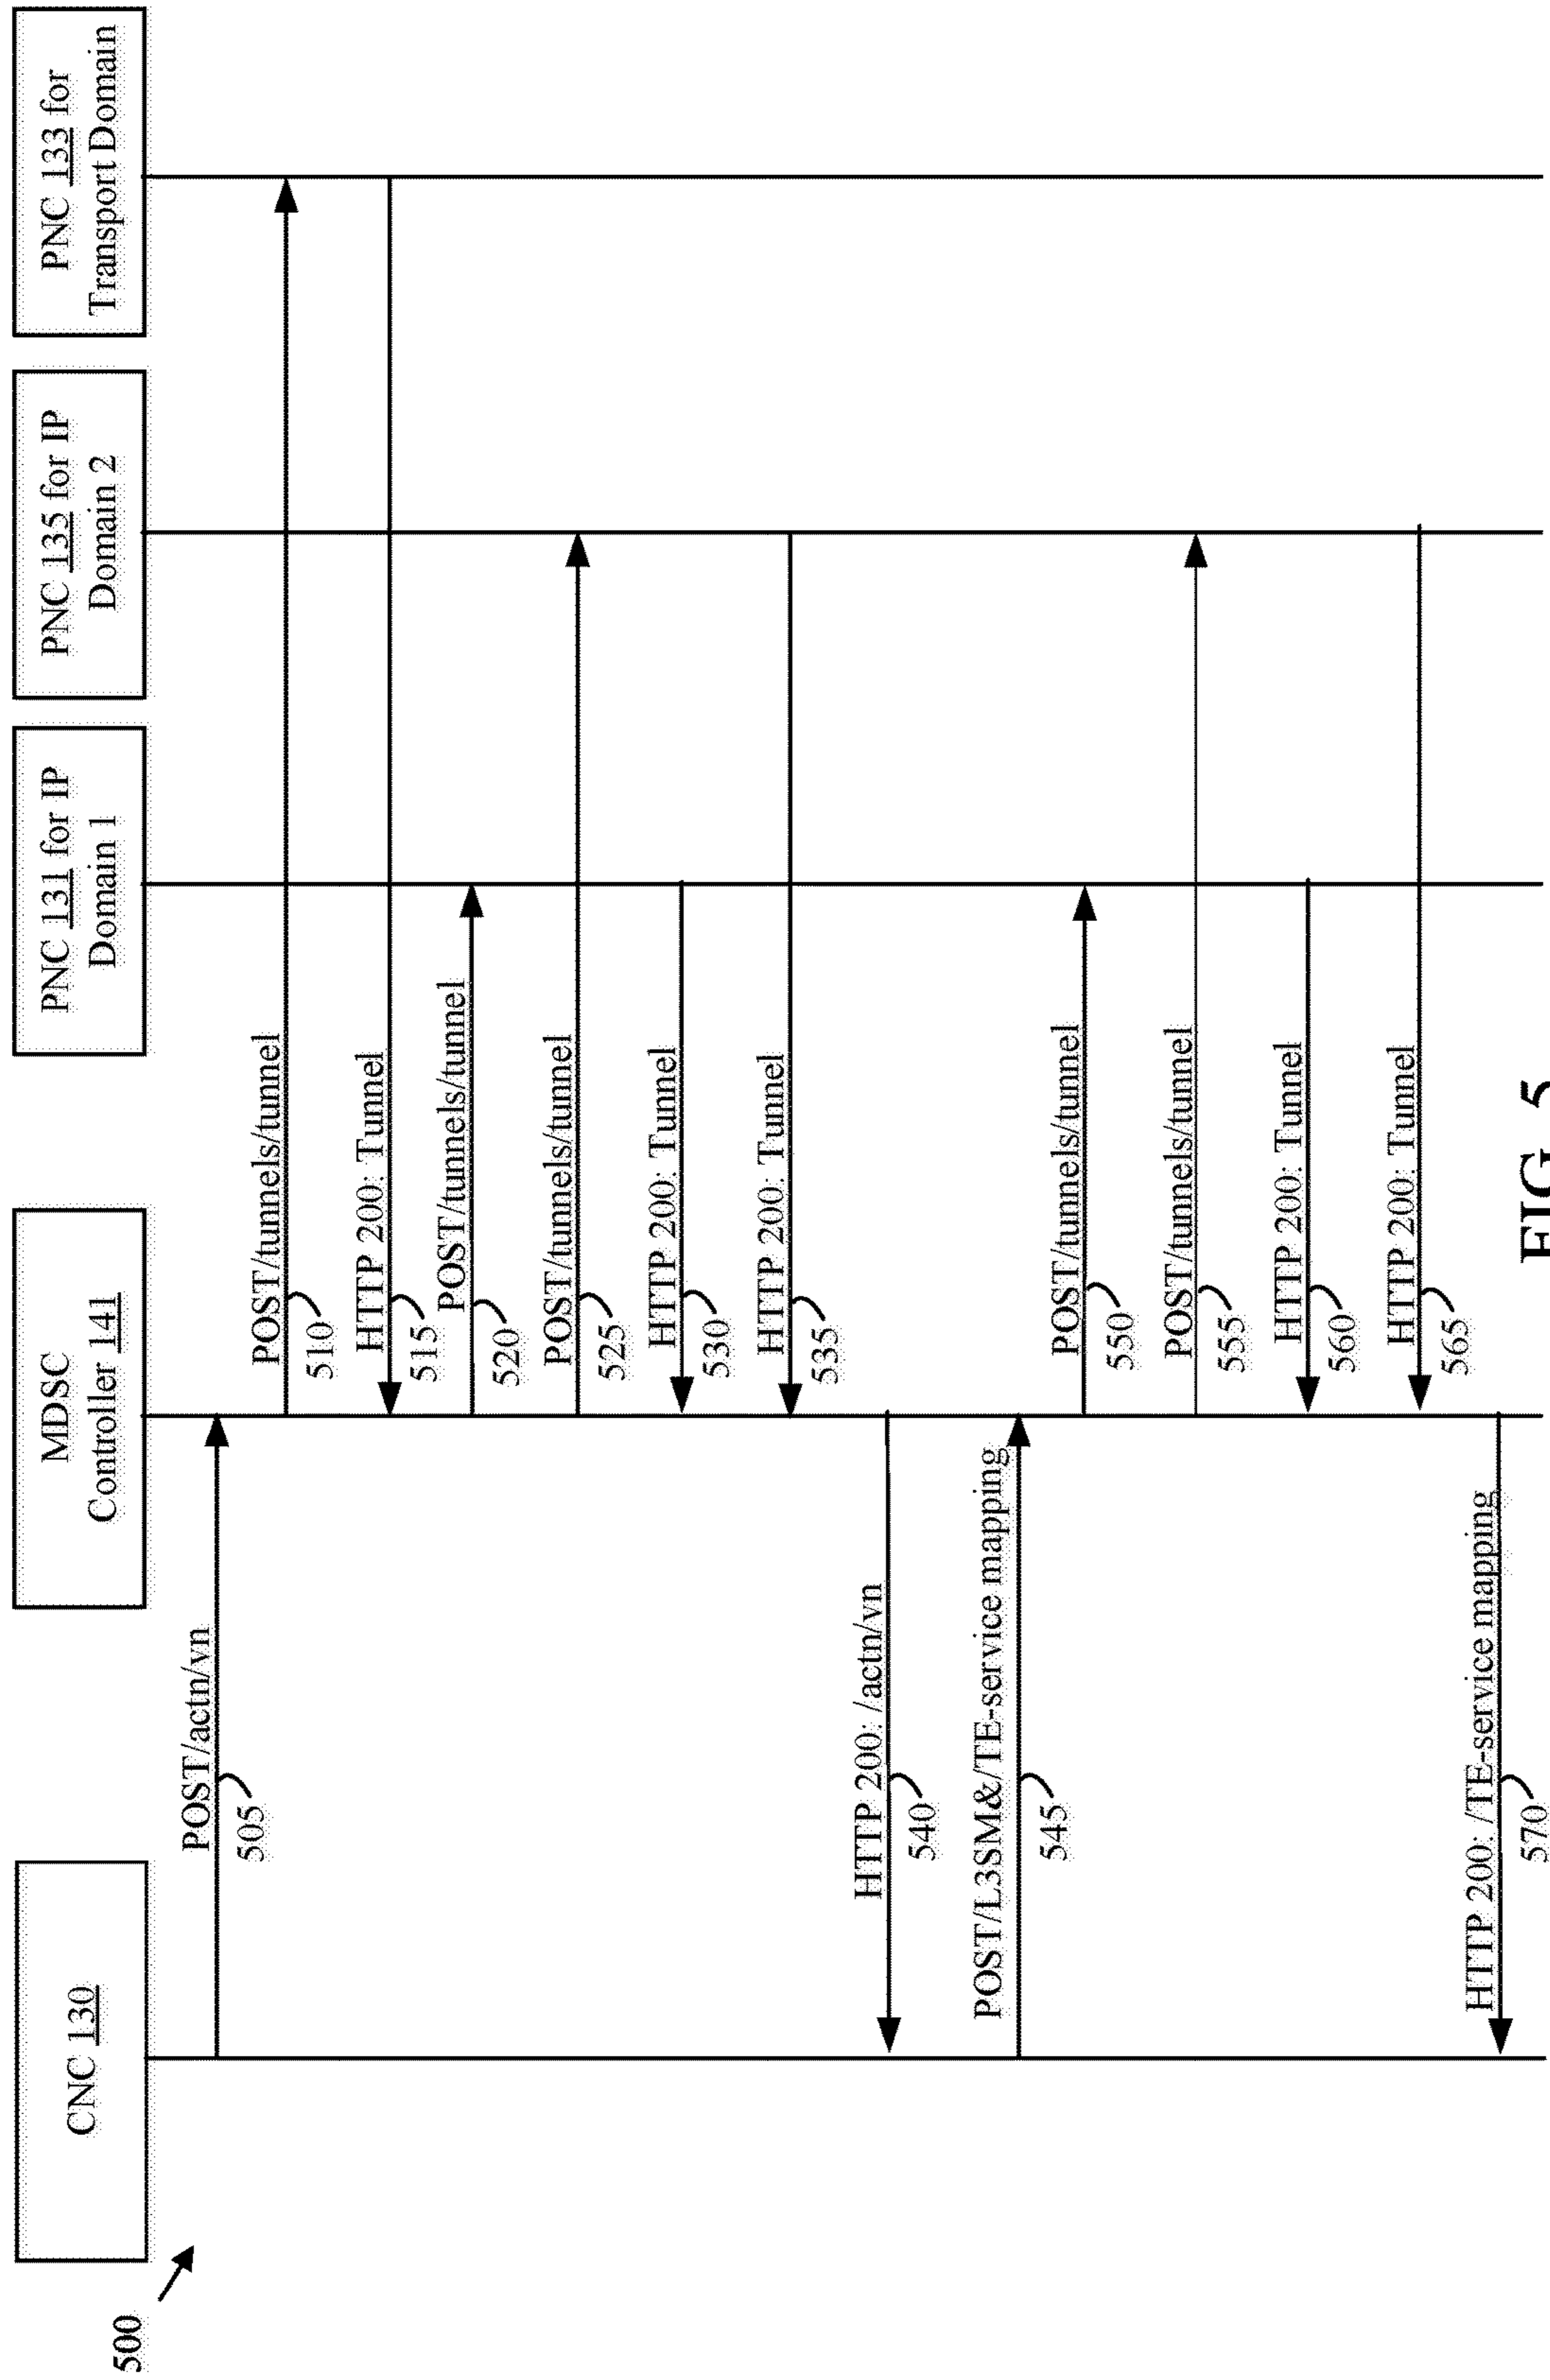 500
CNC 130
MDSC
Controller 141
PNC 131 for IP
Domain 1
PNC 135 for IP
Domain 2
PNC 133 for
Transport Domain
POST/actn/vn
505
POST/tunnels/tunnel
510
HTTP 200: Tunnel
515
POST/tunnels/tunnel
520
POST/tunnels/tunnel
525
HTTP 200: Tunnel
530
HTTP 200: Tunnel
535
HTTP 200: /actn/vn
540
POST/L3SM&/TE-service mapping
545
POST/tunnels/tunnel
550
POST/tunnels/tunnel
555
HTTP 200: Tunnel
560
HTTP 200: Tunnel
565
HTTP 200: /TE-service mapping
570
FIG. 5